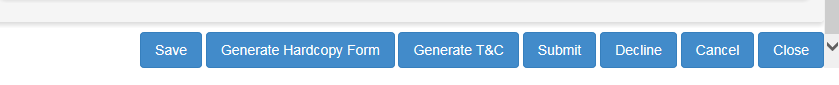 Save Generate Hardcopy Form Generate T&C Submit Decline Cancel Close